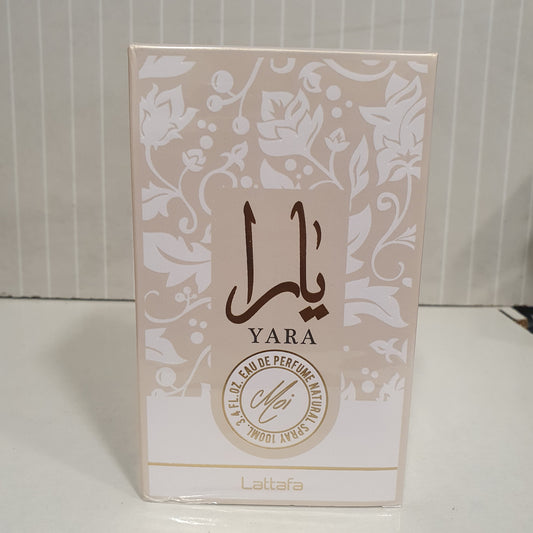 يارا
YARA
EAU DE PERFUME NATURAL SPRAY 100ML. 3.4 FL.OZ.
Moi
Lattafa